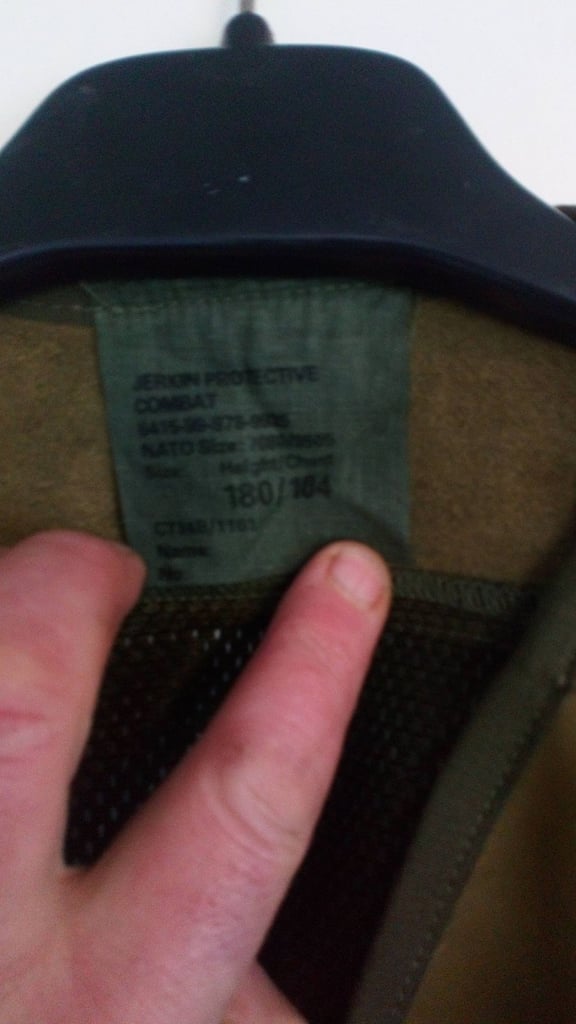 JERKIN PROTECTIVE
COMBAT
NATO Size:
Size: Height/Chest
180/104
Name:
No: